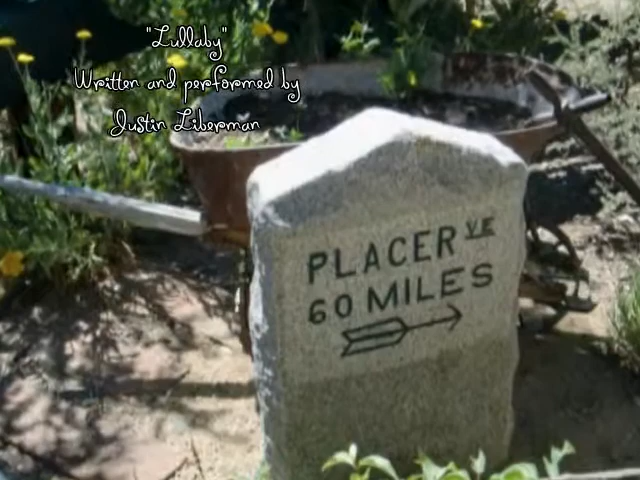 "Lullaby"
Written and performed by
Justin Liberman
PLACER VE
60 MILES